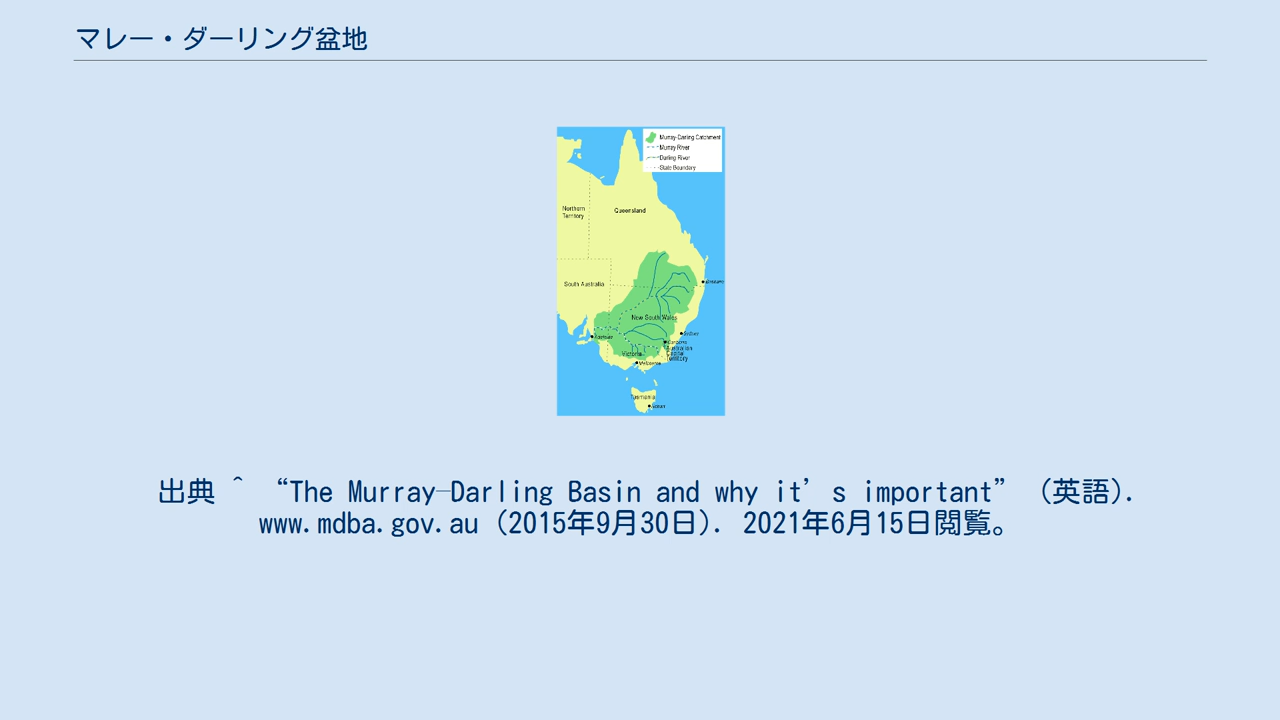 マレー・ダーリング盆地
Murray-Darling Catchment
Murray River
Darling River
State Boundary
Northern
Territory
Queensland
South Australia
New South Wales
Victoria
Territory
Tasmania
出典 ^ “The Murray–Darling Basin and why it’s important” (英語).
www.mdba.gov.au (2015年9月30日). 2021年6月15日閲覧。